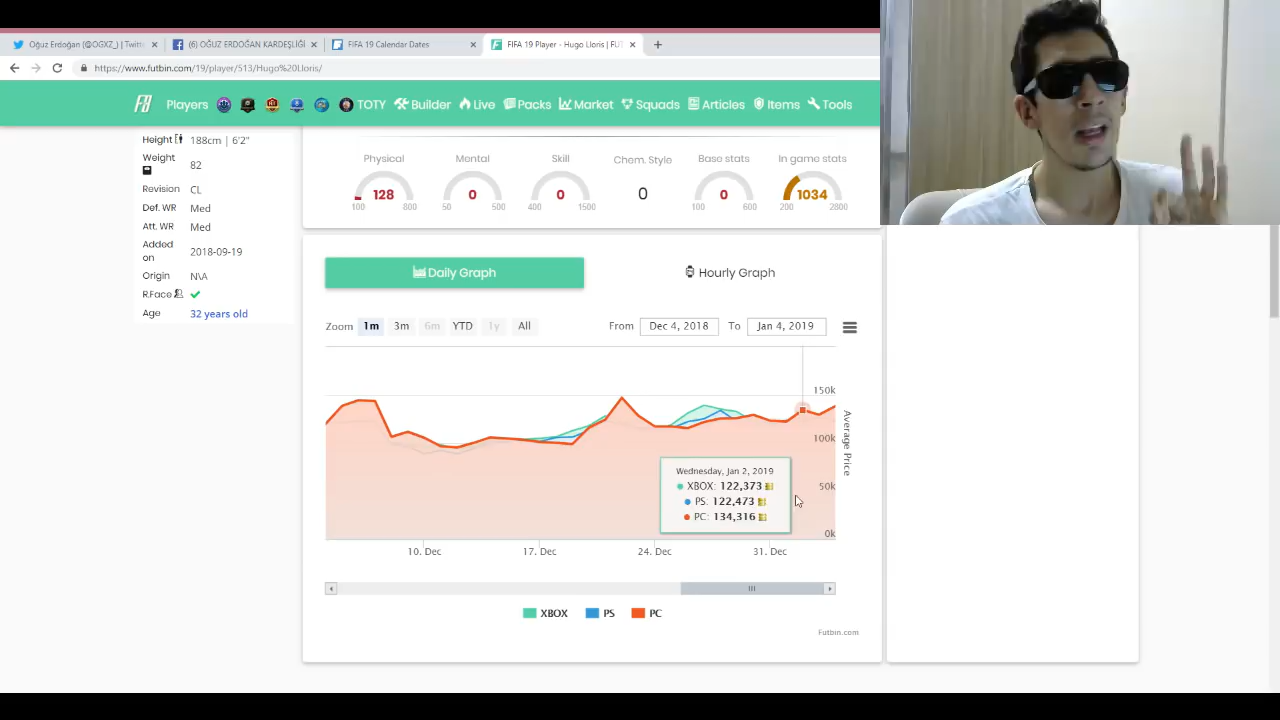 Oğuz Erdoğan (@OGXZ_) | Twitt
(6) OĞUZ ERDOĞAN KARDEŞLİĞİ
FIFA 19 Calendar Dates
FIFA 19 Player - Hugo Lloris | FUT
https://www.futbin.com/19/player/513/Hugo%20Lloris/
Players TOTY Builder Live Packs Market Squads Articles Items Tools
Height 188cm | 6'2"
Weight 82
Revision CL
Def. WR Med
Att. WR Med
Added on 2018-09-19
Origin N\A
R.Face
Age 32 years old
Physical Mental Skill Chem. Style Base stats In game stats
128 0 0 0 0 1034
100 800 50 500 400 1500 100 600 200 2800
Daily Graph Hourly Graph
Zoom 1m 3m 6m YTD 1y All From Dec 4, 2018 To Jan 4, 2019
150k
100k
50k
0k
Average Price
Wednesday, Jan 2, 2019
XBOX: 122,373
PS: 122,473
PC: 134,316
10. Dec 17. Dec 24. Dec 31. Dec
XBOX PS PC
Futbin.com